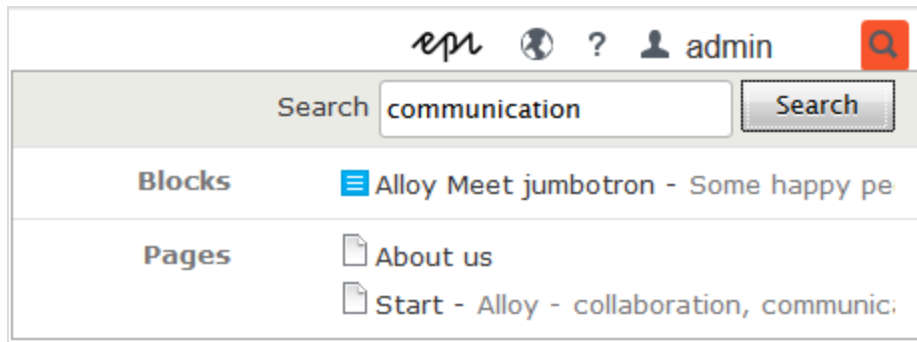 epi ? admin
Search communication Search
Blocks Alloy Meet jumbotron - Some happy pe
Pages About us
Start - Alloy - collaboration, communic